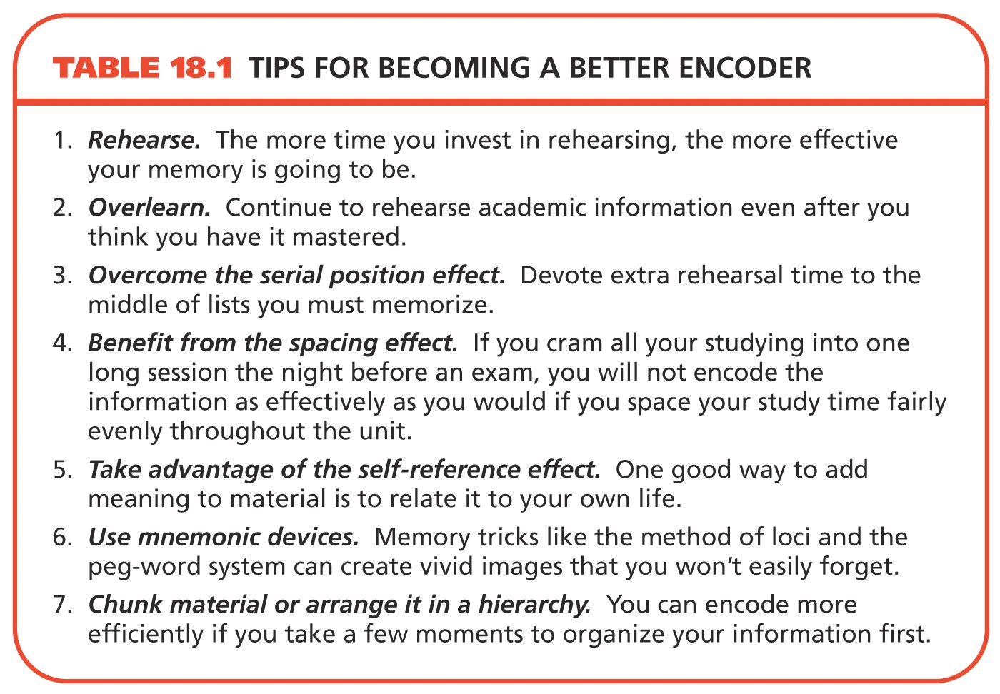 TABLE 18.1 TIPS FOR BECOMING A BETTER ENCODER
1. Rehearse. The more time you invest in rehearsing, the more effective
your memory is going to be.
2. Overlearn. Continue to rehearse academic information even after you
think you have it mastered.
3. Overcome the serial position effect. Devote extra rehearsal time to the
middle of lists you must memorize.
4. Benefit from the spacing effect. If you cram all your studying into one
long session the night before an exam, you will not encode the
information as effectively as you would if you space your study time fairly
evenly throughout the unit.
5. Take advantage of the self-reference effect. One good way to add
meaning to material is to relate it to your own life.
6. Use mnemonic devices. Memory tricks like the method of loci and the
peg-word system can create vivid images that you won’t easily forget.
7. Chunk material or arrange it in a hierarchy. You can encode more
efficiently if you take a few moments to organize your information first.